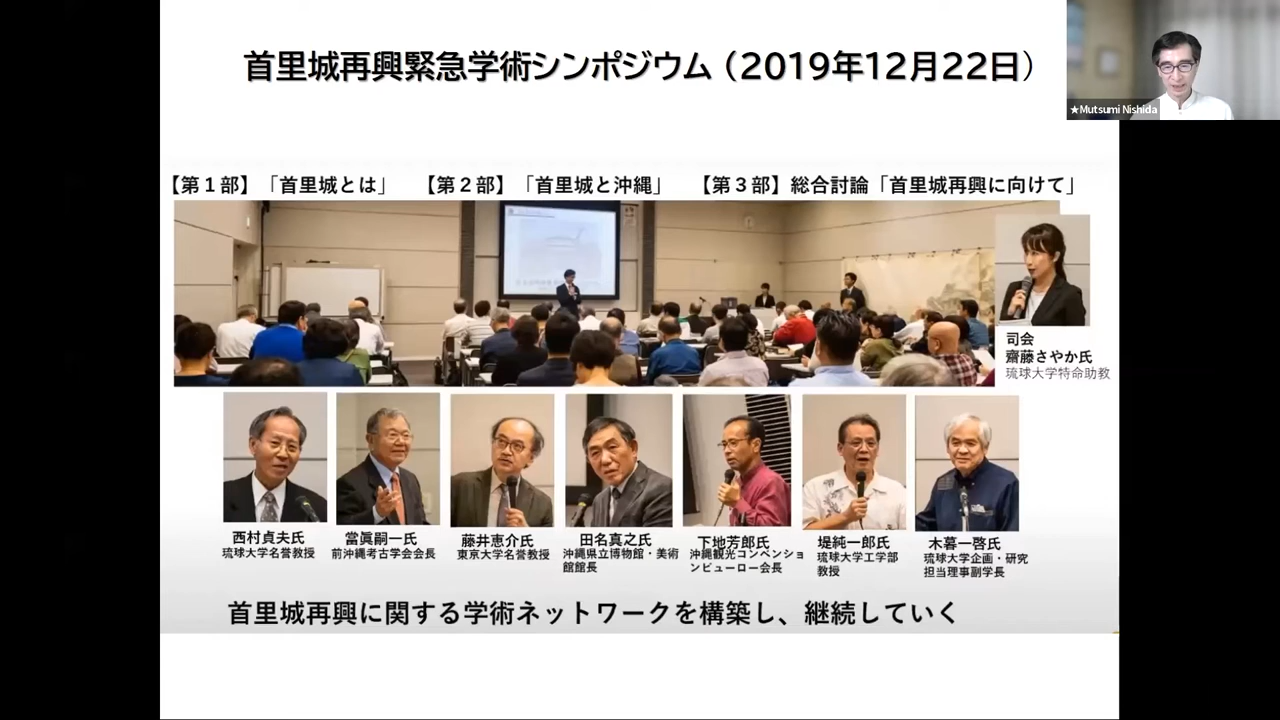 首里城再興緊急学術シンポジウム（2019年12月22日）
★Mutsumi Nishida
【第１部】「首里城とは」 【第２部】「首里城と沖縄」 【第３部】総合討論「首里城再興に向けて」
司会
齋藤さやか氏
琉球大学特命助教
西村貞夫氏
琉球大学名誉教授
當眞嗣一氏
前沖縄考古学会会長
藤井恵介氏
東京大学名誉教授
田名真之氏
沖縄県立博物館・美術
館館長
下地芳郎氏
沖縄観光コンベンショ
ンビューロー会長
堤純一郎氏
琉球大学工学部
教授
木暮一啓氏
琉球大学企画・研究
担当理事副学長
首里城再興に関する学術ネットワークを構築し、継続していく